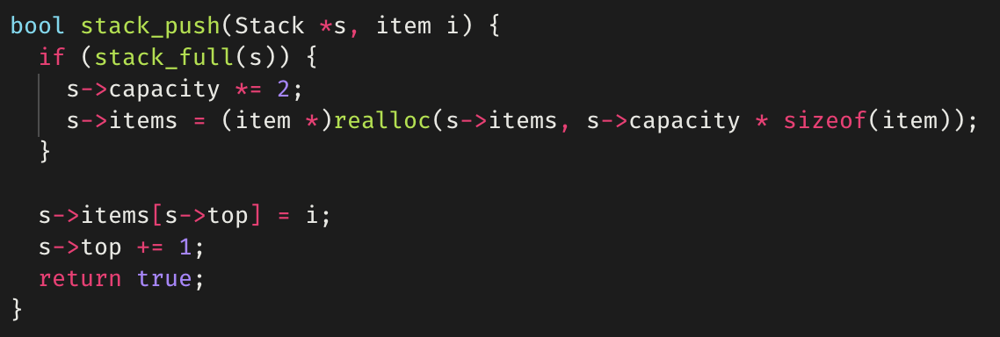 bool stack_push(Stack *s, item i) {
  if (stack_full(s)) {
    s->capacity *= 2;
    s->items = (item *)realloc(s->items, s->capacity * sizeof(item));
  }

  s->items[s->top] = i;
  s->top += 1;
  return true;
}